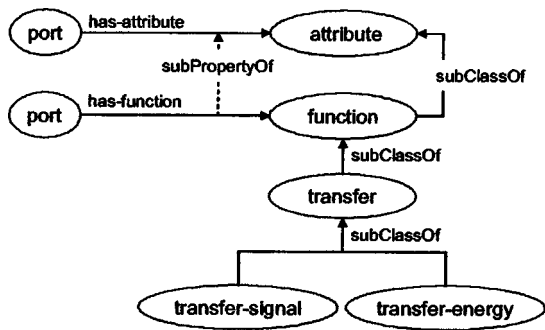 port has-attribute attribute
subPropertyOf
subClassOf
port has-function function
subClassOf
transfer
subClassOf
transfer-signal transfer-energy